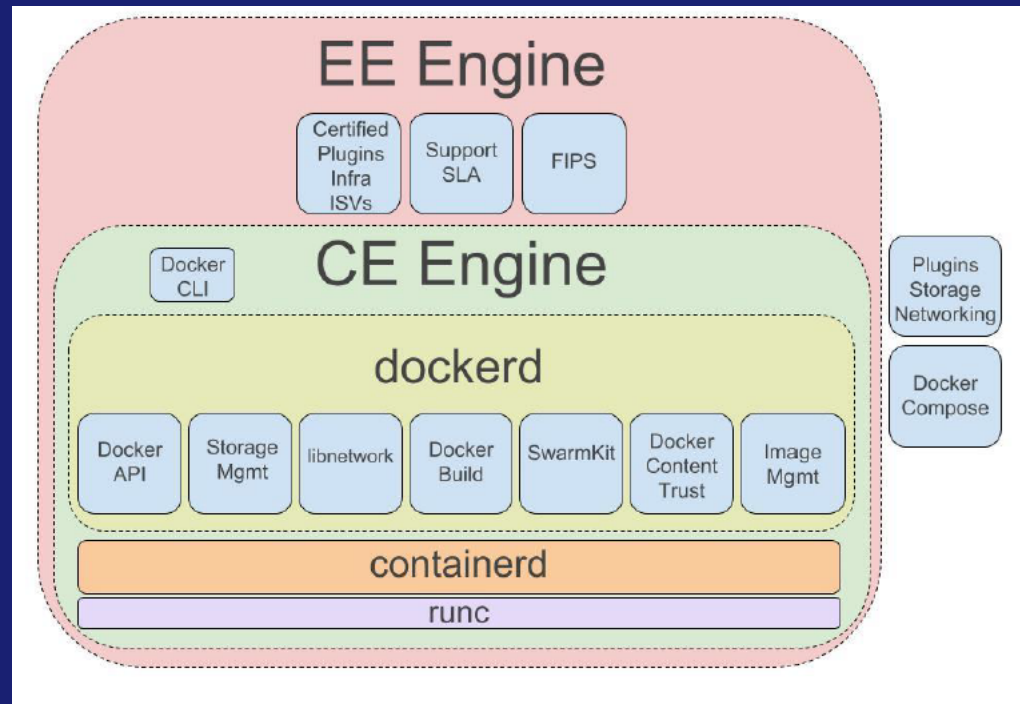 EE Engine
Certified
Plugins
Infra
ISVs
Support
SLA
FIPS
CE Engine
Docker
CLI
Plugins
Storage
Networking
Docker
Compose
dockerd
Docker
API
Storage
Mgmt
libnetwork
Docker
Build
SwarmKit
Docker
Content
Trust
Image
Mgmt
containerd
runc